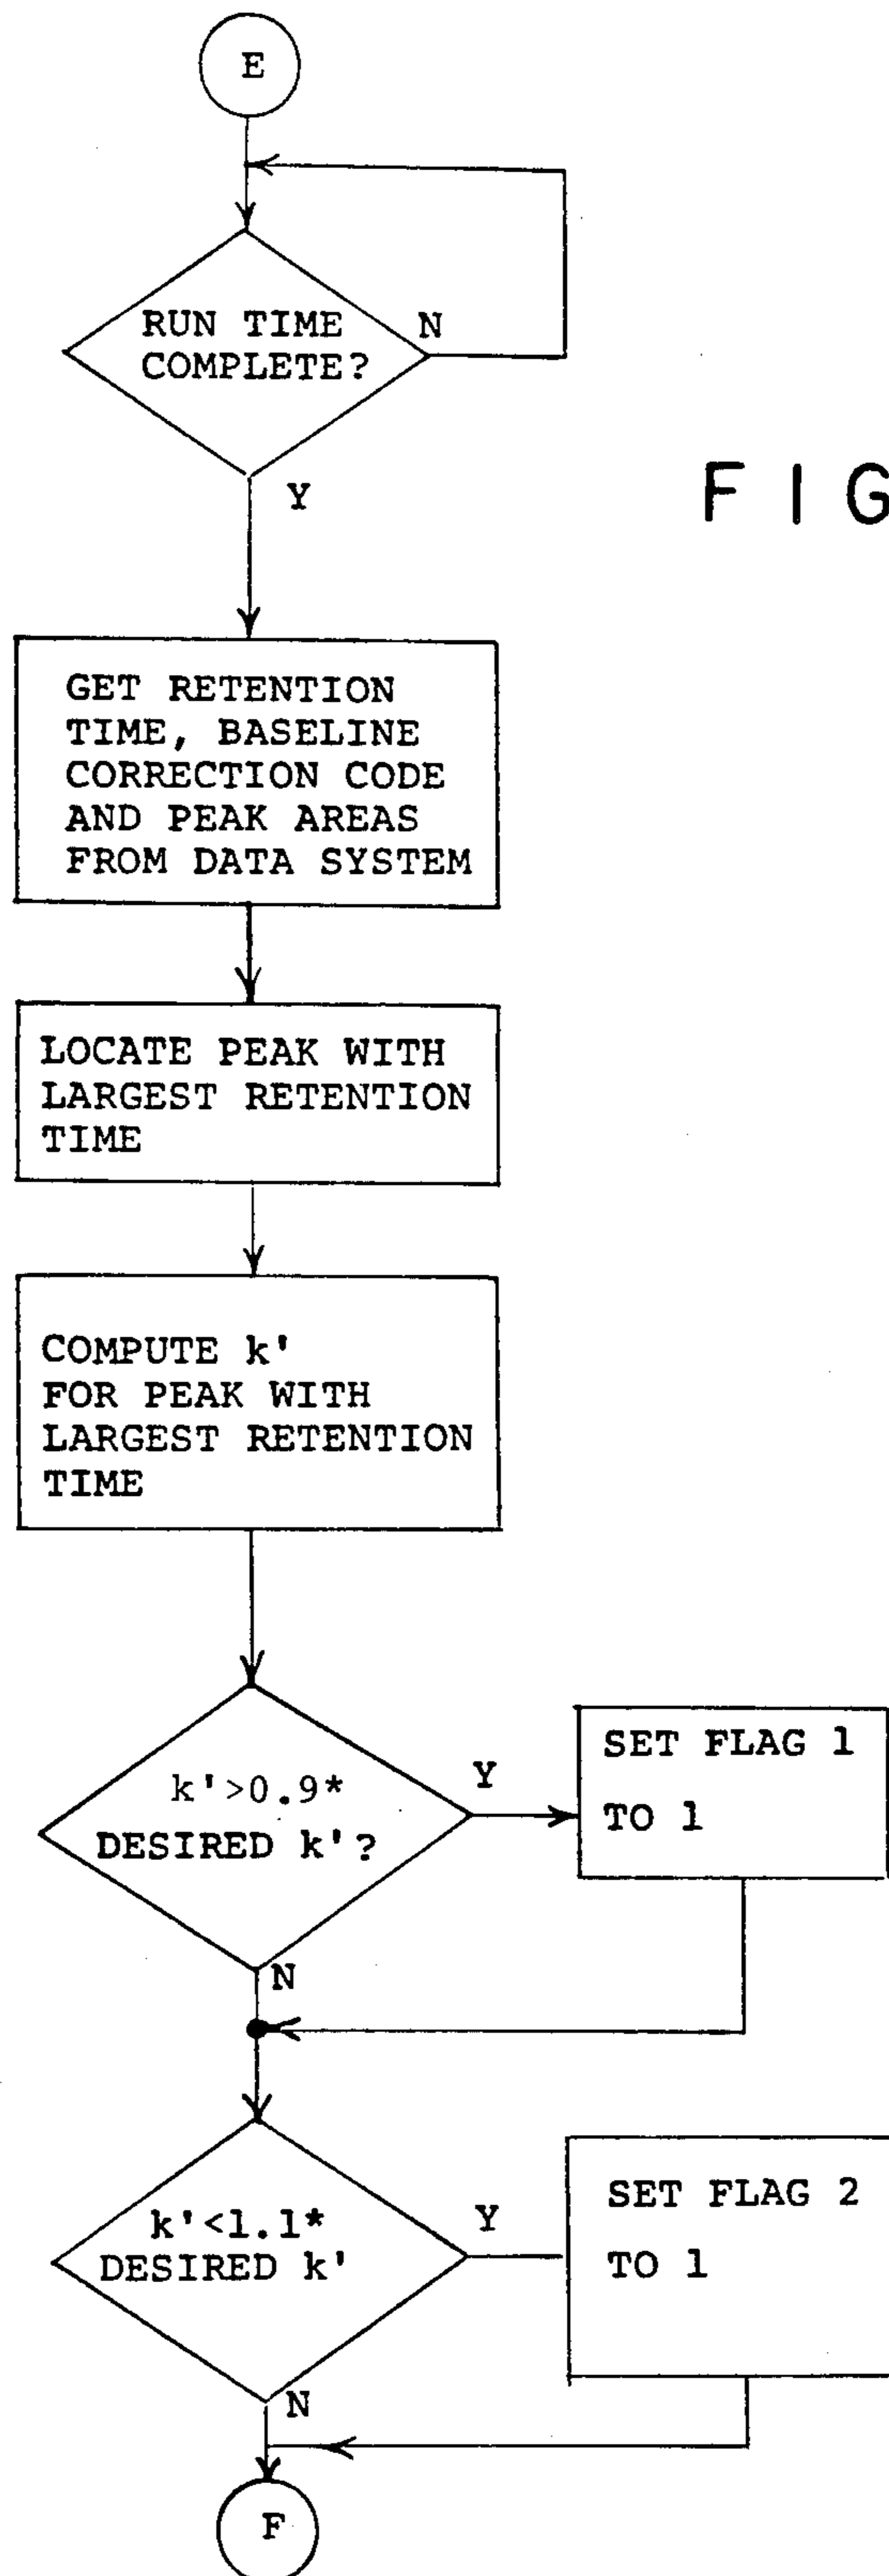 E
RUN TIME
COMPLETE?
N
Y
F I G
GET RETENTION
TIME, BASELINE
CORRECTION CODE
AND PEAK AREAS
FROM DATA SYSTEM
LOCATE PEAK WITH
LARGEST RETENTION
TIME
COMPUTE k'
FOR PEAK WITH
LARGEST RETENTION
TIME
k'>0.9*
DESIRED k'?
Y
SET FLAG 1
TO 1
N
k'<1.1*
DESIRED k'
Y
SET FLAG 2
TO 1
N
F